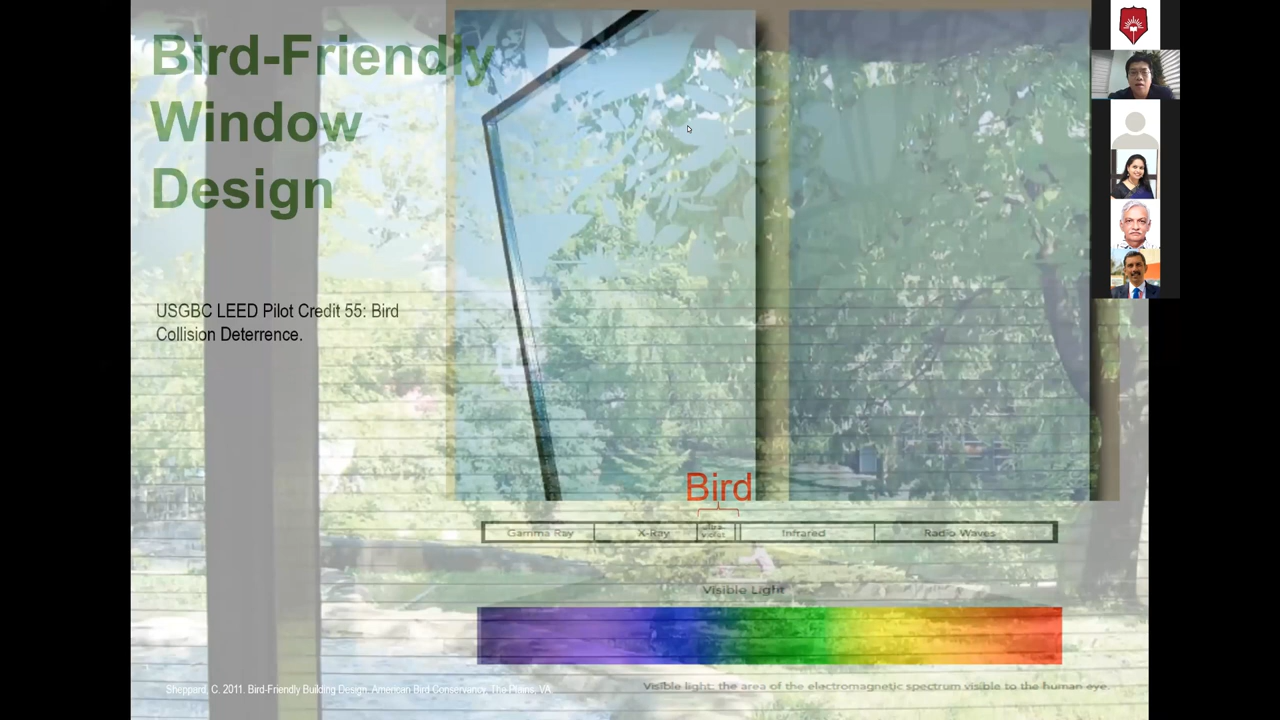 Bird-Friendly
Window
Design
USGBC LEED Pilot Credit 55: Bird
Collision Deterrence.
Bird
Gamma Ray X-Ray Ultra violet Infrared Radio Waves
Visible Light
Visible light: the area of the electromagnetic spectrum visible to the human eye.
Sheppard, C. 2011. Bird-Friendly Building Design. American Bird Conservancy, The Plains, VA.